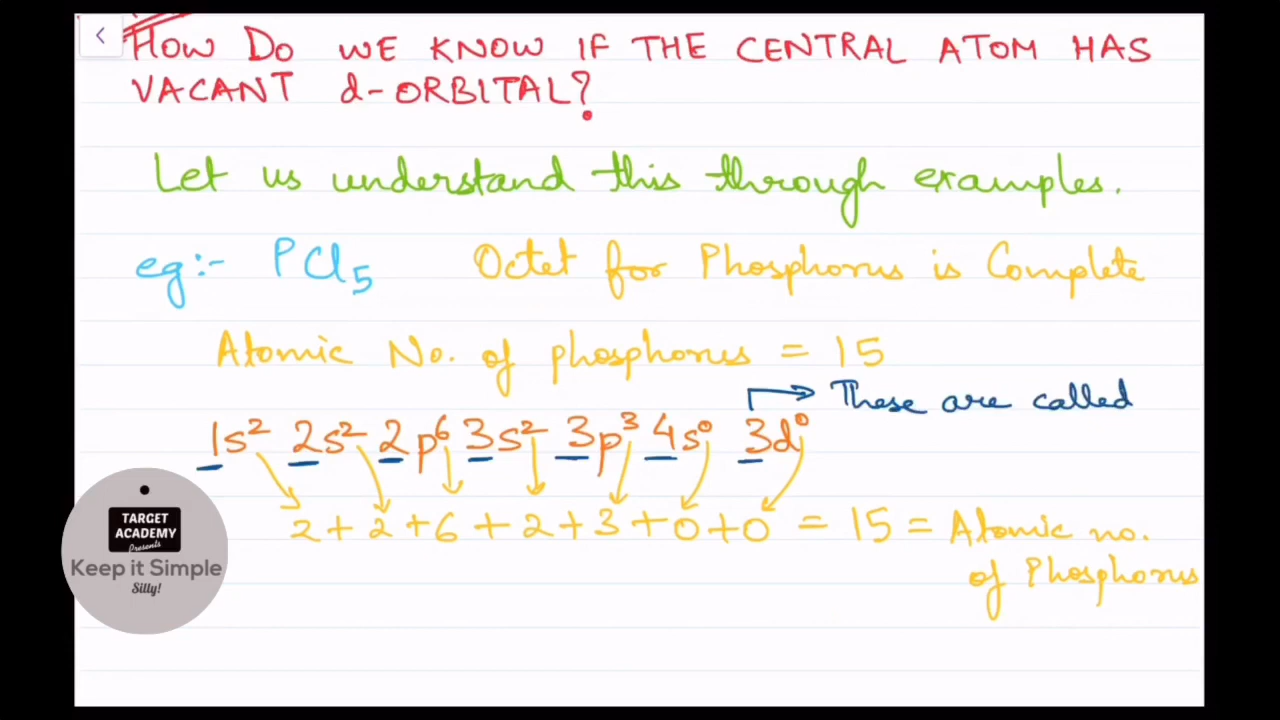 HOW DO WE KNOW IF THE CENTRAL ATOM HAS
VACANT d-ORBITAL?
Let us understand this through examples.
eg:- PCl₅ Octet for Phosphorus is Complete
Atomic No. of phosphorus = 15
These are called
1s² 2s² 2p⁶ 3s² 3p³ 4s⁰ 3d⁰
2+2+6+2+3+0+0 = 15 = Atomic no.
of Phosphorus
TARGET
ACADEMY
Presents
Keep it Simple
Silly!